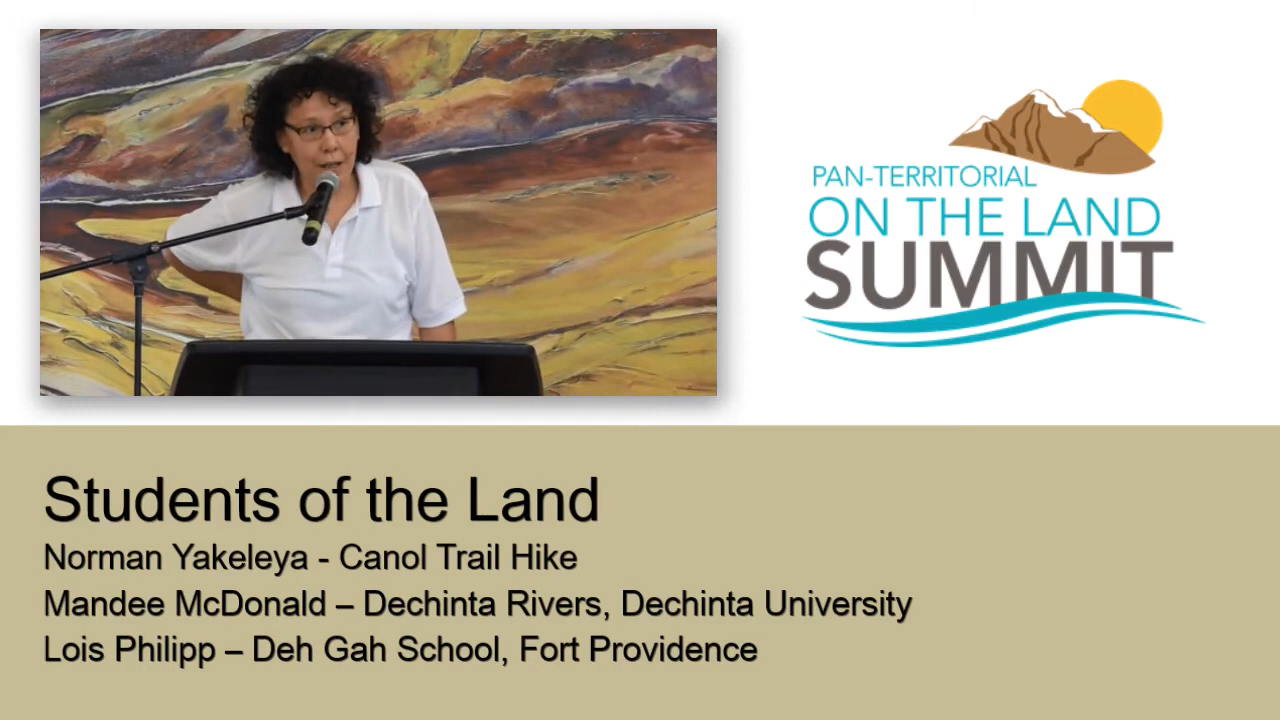 PAN-TERRITORIAL
ON THE LAND
SUMMIT
Students of the Land
Norman Yakeleya - Canol Trail Hike
Mandee McDonald – Dechinta Rivers, Dechinta University
Lois Philipp – Deh Gah School, Fort Providence